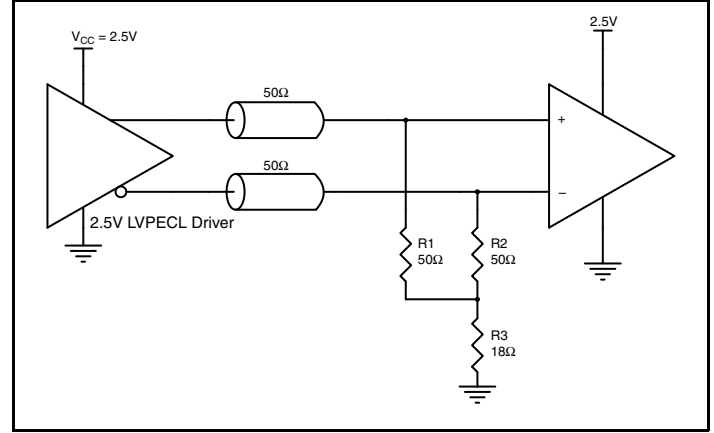 V_CC = 2.5V
2.5V
50Ω
50Ω
+
–
2.5V LVPECL Driver
R1
50Ω
R2
50Ω
R3
18Ω